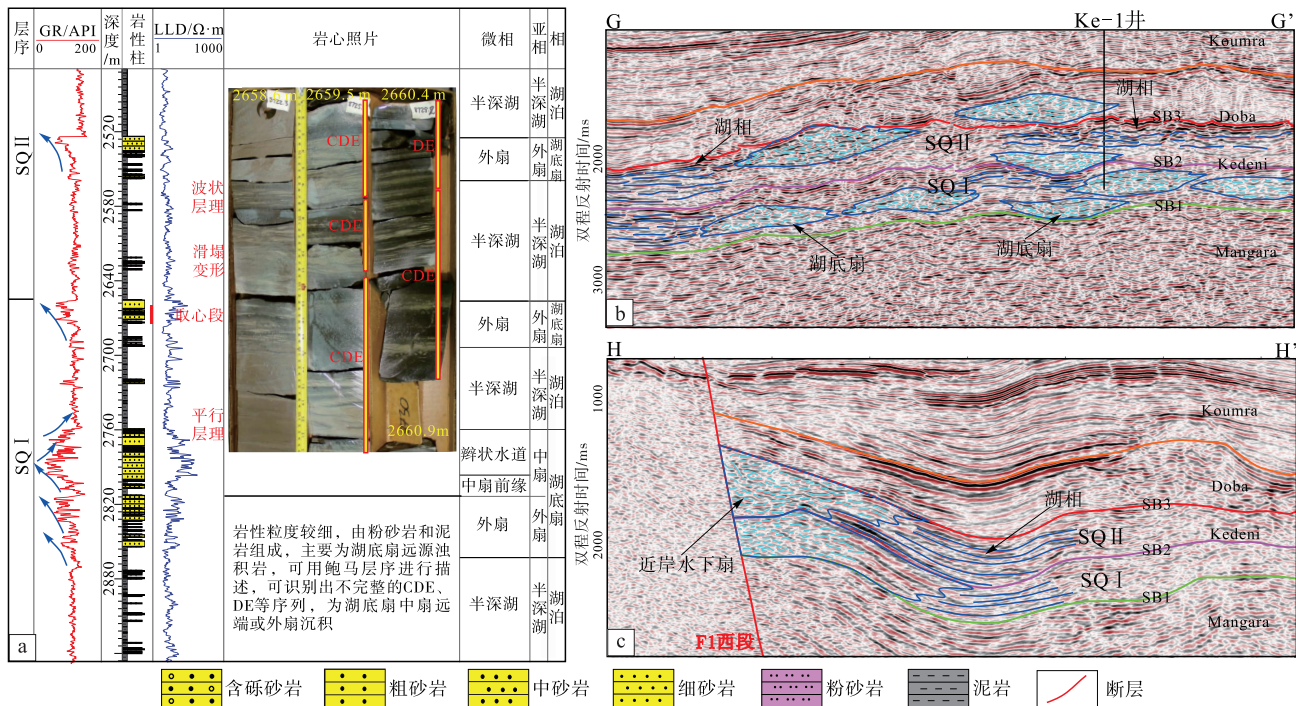 层序
GR/API
0 200
深度/m
岩性柱
LLD/Ω·m
1 1000
岩心照片
微相
亚相
相
SQⅡ
SQⅠ
2520
2580
2640
2700
2760
2820
2880
波状层理
滑塌变形
取心段
平行层理
2658.6 m
2659.5 m
2660.4 m
CDE
DE
CDE
CDE
CDE
2660.9m
岩性粒度较细，由粉砂岩和泥
岩组成，主要为湖底扇远源浊
积岩，可用鲍马层序进行描
述，可识别出不完整的CDE、
DE等序列，为湖底扇中扇远
端或外扇沉积
半深湖 半深湖 湖泊
外扇 外扇 湖底扇
半深湖 半深湖 湖泊
外扇 外扇 湖底扇
半深湖 半深湖 湖泊
辫状水道 中扇 湖底扇
中扇前缘
外扇 外扇
半深湖 半深湖 湖泊
a
G
Ke-1井
G’
双程反射时间/ms
2000
3000
Koumra
湖相
SB3
Doba
湖相
SQⅡ
SB2
Kedeni
SQⅠ
SB1
湖底扇
湖底扇
Mangara
b
H
H’
双程反射时间/ms
1000
2000
Koumra
湖相
Doba
SB3
SQⅡ
Kedeni
SB2
近岸水下扇
SQⅠ
SB1
Mangara
F1西段
c
含砾砂岩
粗砂岩
中砂岩
细砂岩
粉砂岩
泥岩
断层